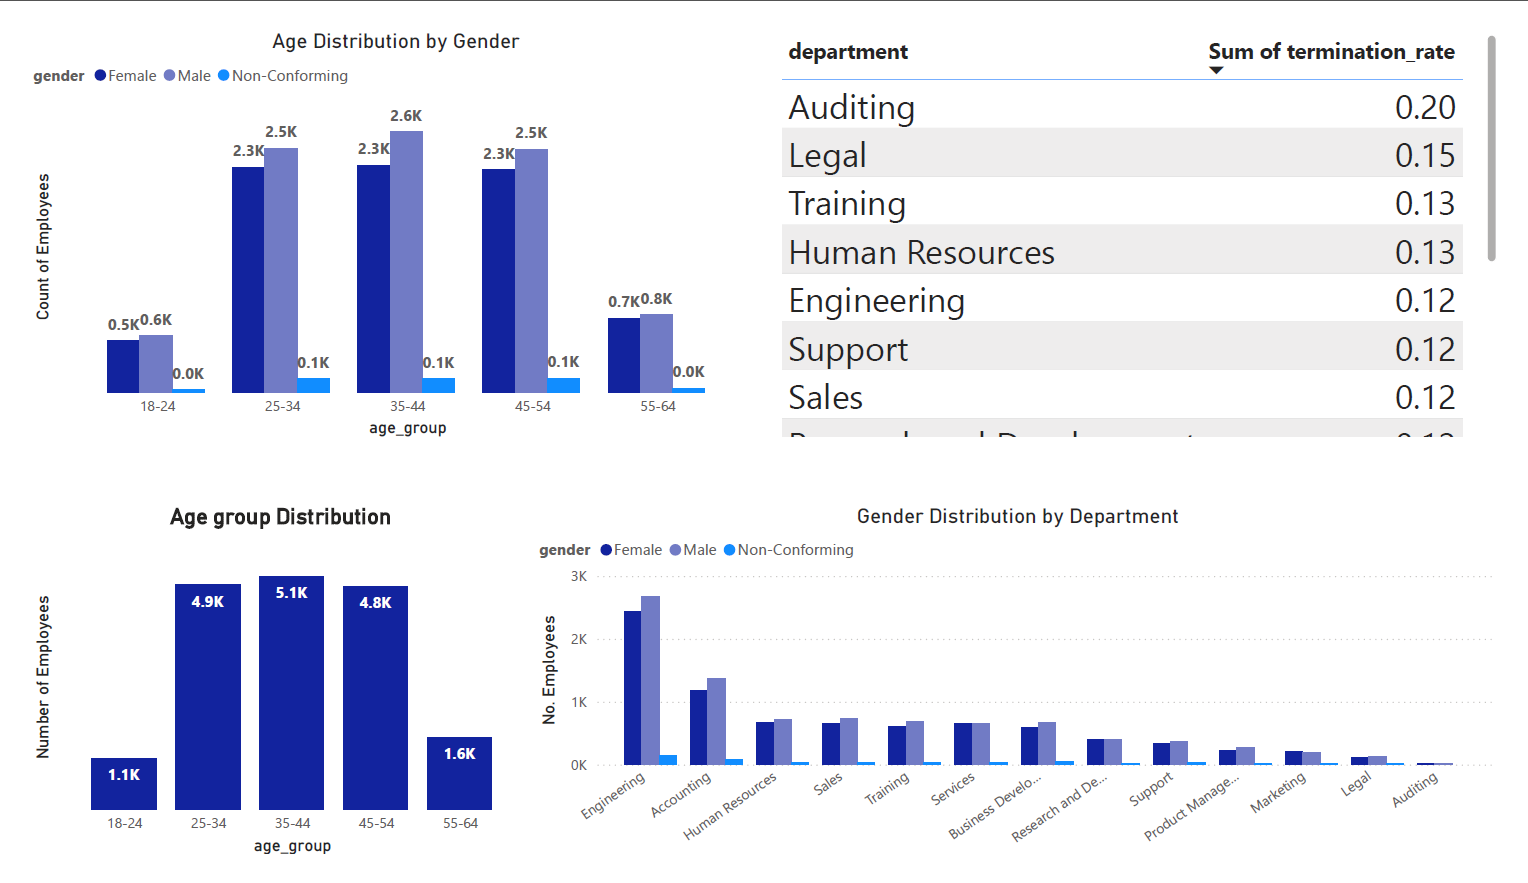 Age Distribution by Gender
gender Female Male Non-Conforming
Count of Employees
2.3K 2.5K 2.3K 2.6K 2.3K 2.5K
0.5K 0.6K 0.0K 0.1K 0.1K 0.1K 0.7K 0.8K 0.0K
18-24 25-34 35-44 45-54 55-64
age_group
department Sum of termination_rate
Auditing 0.20
Legal 0.15
Training 0.13
Human Resources 0.13
Engineering 0.12
Support 0.12
Sales 0.12
Age group Distribution
Number of Employees
1.1K 4.9K 5.1K 4.8K 1.6K
18-24 25-34 35-44 45-54 55-64
age_group
Gender Distribution by Department
gender Female Male Non-Conforming
No. Employees
3K
2K
1K
0K
Engineering
Accounting
Human Resources
Sales
Training
Services
Business Develo...
Research and De...
Support
Product Manage...
Marketing
Legal
Auditing